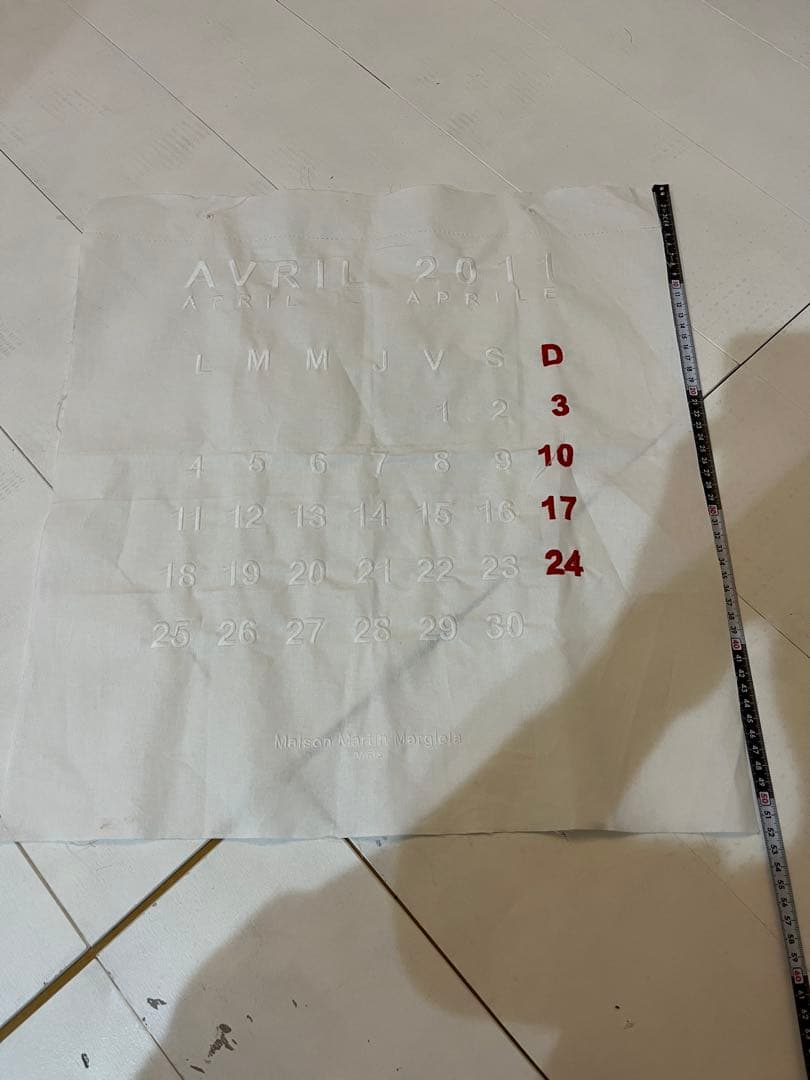 AVRIL 2011
APRIL APRILE
L M M J V S D
1 2 3
4 5 6 7 8 9 10
11 12 13 14 15 16 17
18 19 20 21 22 23 24
25 26 27 28 29 30
Maison Martin Margiela
PARIS